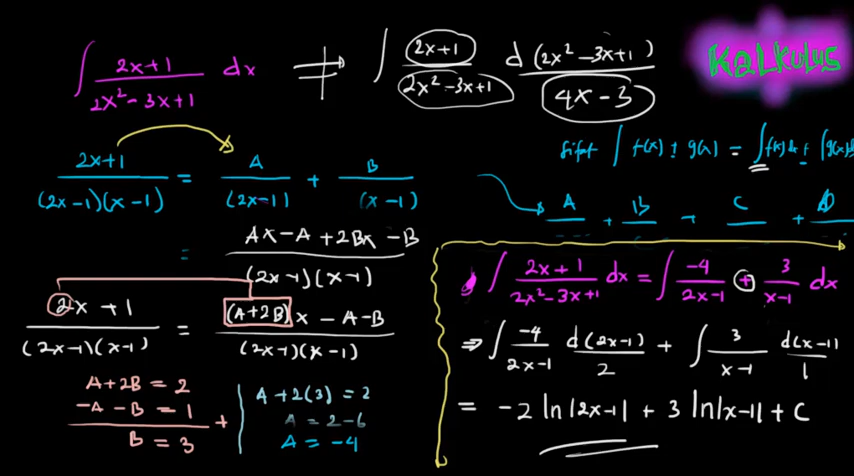 ∫ (2x+1)/(2x²-3x+1) dx ⇸ ∫ (2x+1)/(2x²-3x+1) d(2x²-3x+1)/(4x-3)
KALKULUS
sifat ∫ f(x) ± g(x) = ∫f(x)dx ± ∫g(x)d
(2x+1)/((2x-1)(x-1)) = A/(2x-1) + B/(x-1)
A/ + B/ + C/ + D/
= (Ax-A+2Bx-B)/((2x-1)(x-1))
(2x+1)/((2x-1)(x-1)) = ((A+2B)x-A-B)/((2x-1)(x-1))
A+2B=2
-A-B=1 +
B=3
A+2(3)=2
A=2-6
A=-4
∫ (2x+1)/(2x²-3x+1) dx = ∫ -4/(2x-1) + 3/(x-1) dx
⇒ ∫ -4/(2x-1) d(2x-1)/2 + ∫ 3/(x-1) d(x-1)/1
= -2 ln|2x-1| + 3 ln|x-1| + C